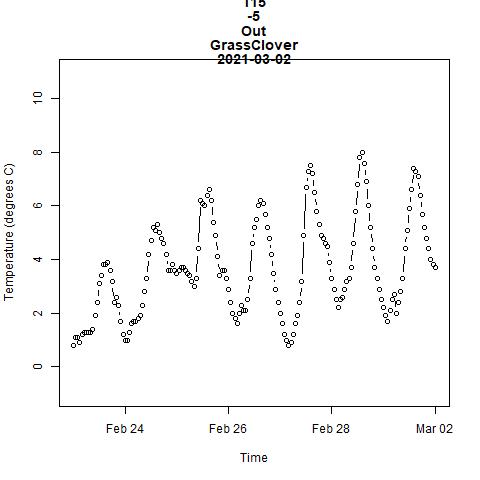 T15
-5
Out
GrassClover
2021-03-02
10
8
6
4
2
0
Temperature (degrees C)
Feb 24
Feb 26
Feb 28
Mar 02
Time